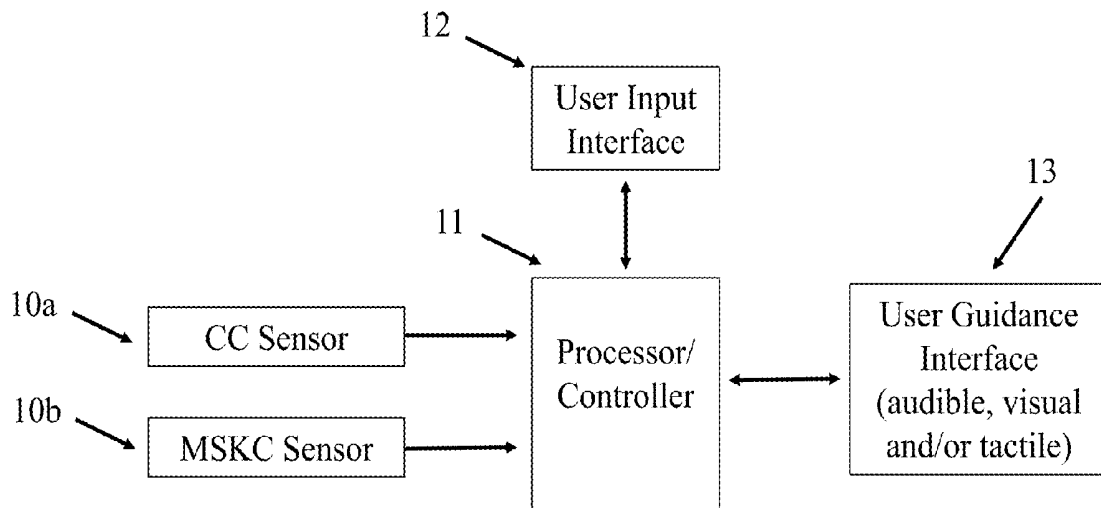 12
User Input
Interface
13
11
10a
CC Sensor
10b
MSKC Sensor
Processor/
Controller
User Guidance
Interface
(audible, visual
and/or tactile)